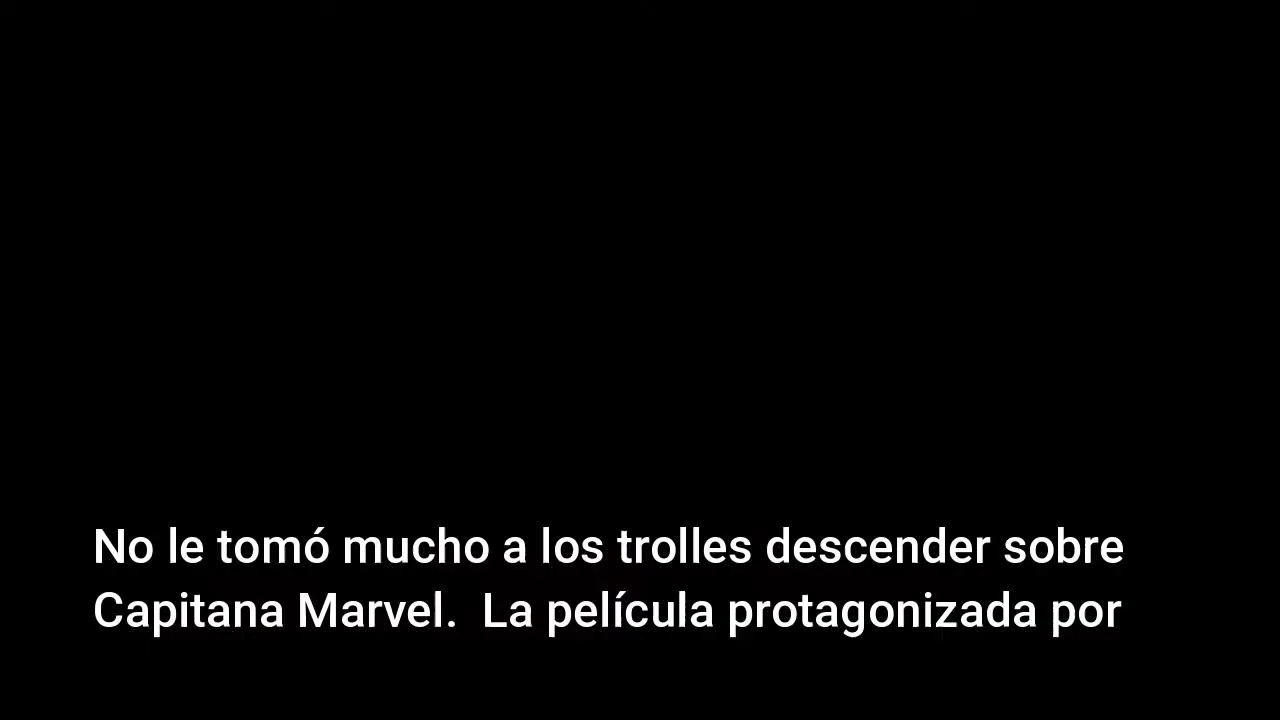 No le tomó mucho a los trolles descender sobre
Capitana Marvel.  La película protagonizada por